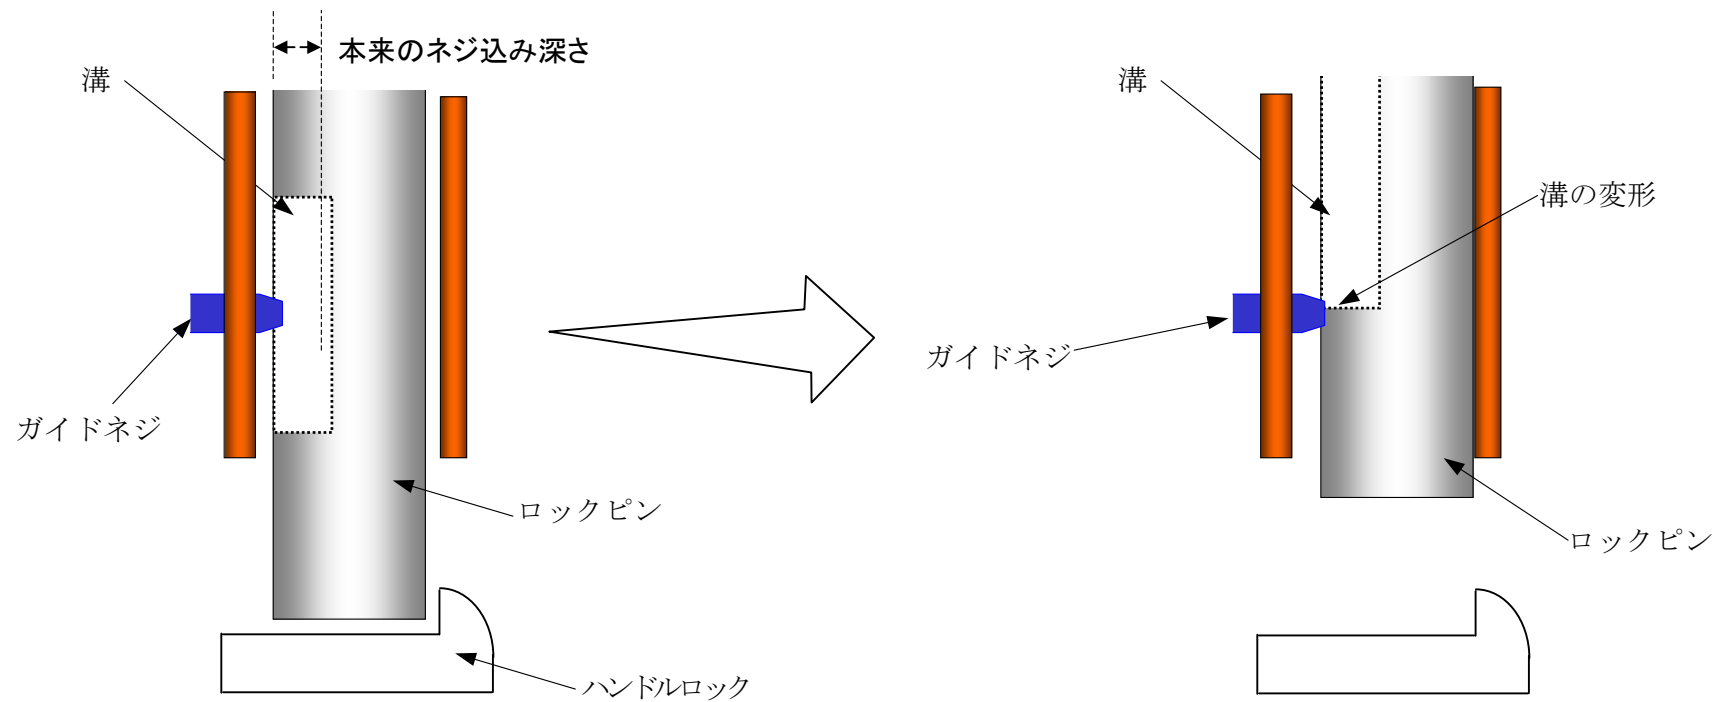 本来のネジ込み深さ
溝
ガイドネジ
ロックピン
ハンドルロック
溝
溝の変形
ガイドネジ
ロックピン